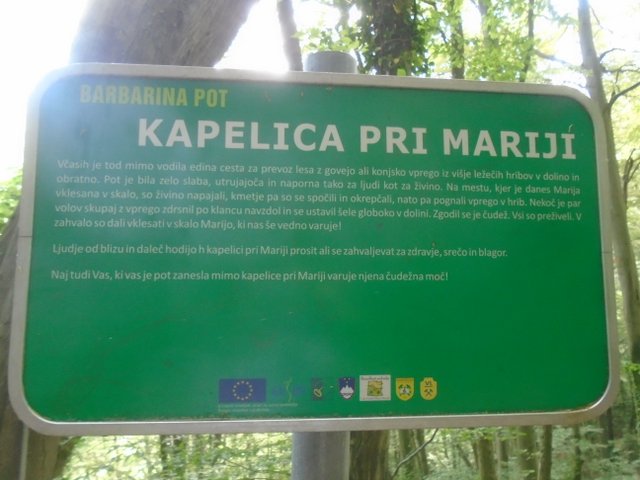 BARBARINA POT
KAPELICA PRI MARIJI
Včasih je tod mimo vodila edina cesta za prevoz lesa z govejo ali konjsko vprego iz višje ležečih hribov v dolino in
obratno. Pot je bila zelo slaba, utrujajoča in naporna tako za ljudi kot za živino. Na mestu, kjer je danes Marija
vklesana v skalo, so živino napajali, kmetje pa so se spočili in okrepčali, nato pa pognali vprego v hrib. Nekoč je par
volov skupaj z vprego zdrsnil po klancu navzdol in se ustavil šele globoko v dolini. Zgodil se je čudež. Vsi so preživeli. V
zahvalo so dali vklesati v skalo Marijo, ki nas še vedno varuje!
Ljudje od blizu in daleč hodijo h kapelici pri Mariji prosit ali se zahvaljevat za zdravje, srečo in blagor.
Naj tudi Vas, ki vas je pot zanesla mimo kapelice pri Mariji varuje njena čudežna moč!